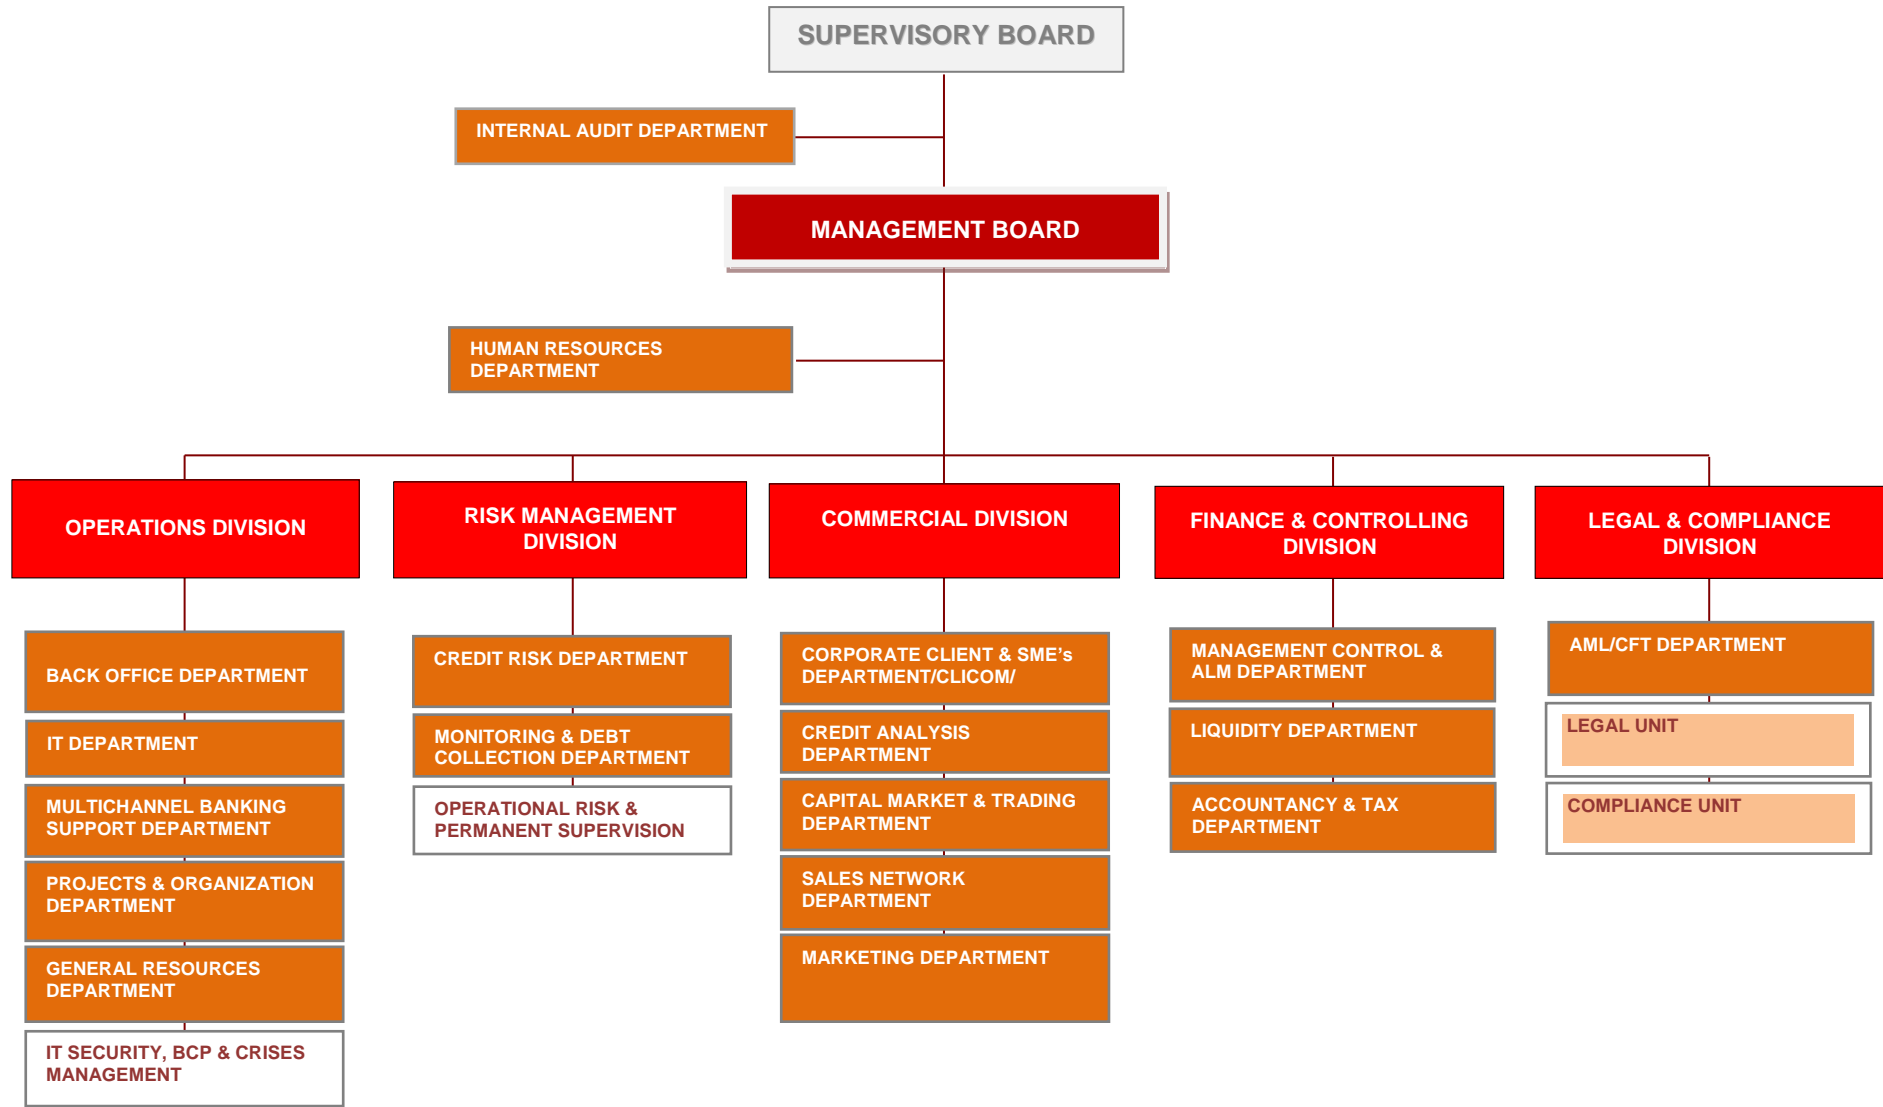 SUPERVISORY BOARD
INTERNAL AUDIT DEPARTMENT
MANAGEMENT BOARD
HUMAN RESOURCES
DEPARTMENT
OPERATIONS DIVISION
BACK OFFICE DEPARTMENT
IT DEPARTMENT
MULTICHANNEL BANKING
SUPPORT DEPARTMENT
PROJECTS & ORGANIZATION
DEPARTMENT
GENERAL RESOURCES
DEPARTMENT
IT SECURITY, BCP & CRISES
MANAGEMENT
RISK MANAGEMENT
DIVISION
CREDIT RISK DEPARTMENT
MONITORING & DEBT
COLLECTION DEPARTMENT
OPERATIONAL RISK &
PERMANENT SUPERVISION
COMMERCIAL DIVISION
CORPORATE CLIENT & SME's
DEPARTMENT/CLICOM/
CREDIT ANALYSIS
DEPARTMENT
CAPITAL MARKET & TRADING
DEPARTMENT
SALES NETWORK
DEPARTMENT
MARKETING DEPARTMENT
FINANCE & CONTROLLING
DIVISION
MANAGEMENT CONTROL &
ALM DEPARTMENT
LIQUIDITY DEPARTMENT
ACCOUNTANCY & TAX
DEPARTMENT
LEGAL & COMPLIANCE
DIVISION
AML/CFT DEPARTMENT
LEGAL UNIT
COMPLIANCE UNIT